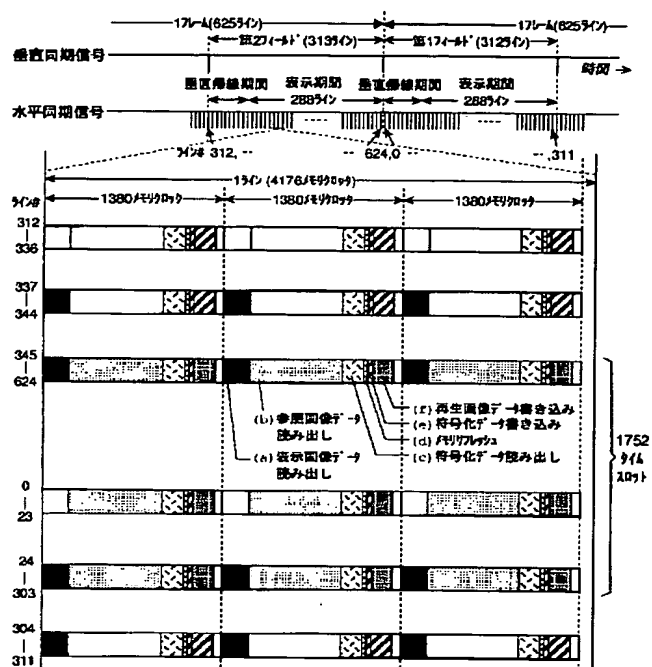 1フレーム(625ライン) 1フレーム(625ライン)
第2フィールド(313ライン) 第1フィールド(312ライン)
垂直同期信号
時間 →
垂直帰線期間 表示期間 垂直帰線期間 表示期間
288ライン 288ライン
水平同期信号
ライン# 312, -- -- 624,0 -- -- ,311
1ライン(4176メモリクロック)
ライン#
1380メモリクロック 1380メモリクロック 1380メモリクロック
312
336
337
344
345
624
(b) 参照画像データ読み出し
(a) 表示画像データ読み出し
(f) 再生画像データ書き込み
(e) 符号化データ書き込み
(d) メモリリフレッシュ
(c) 符号化データ読み出し
1752
タイム
スロット
0
23
24
303
304
311